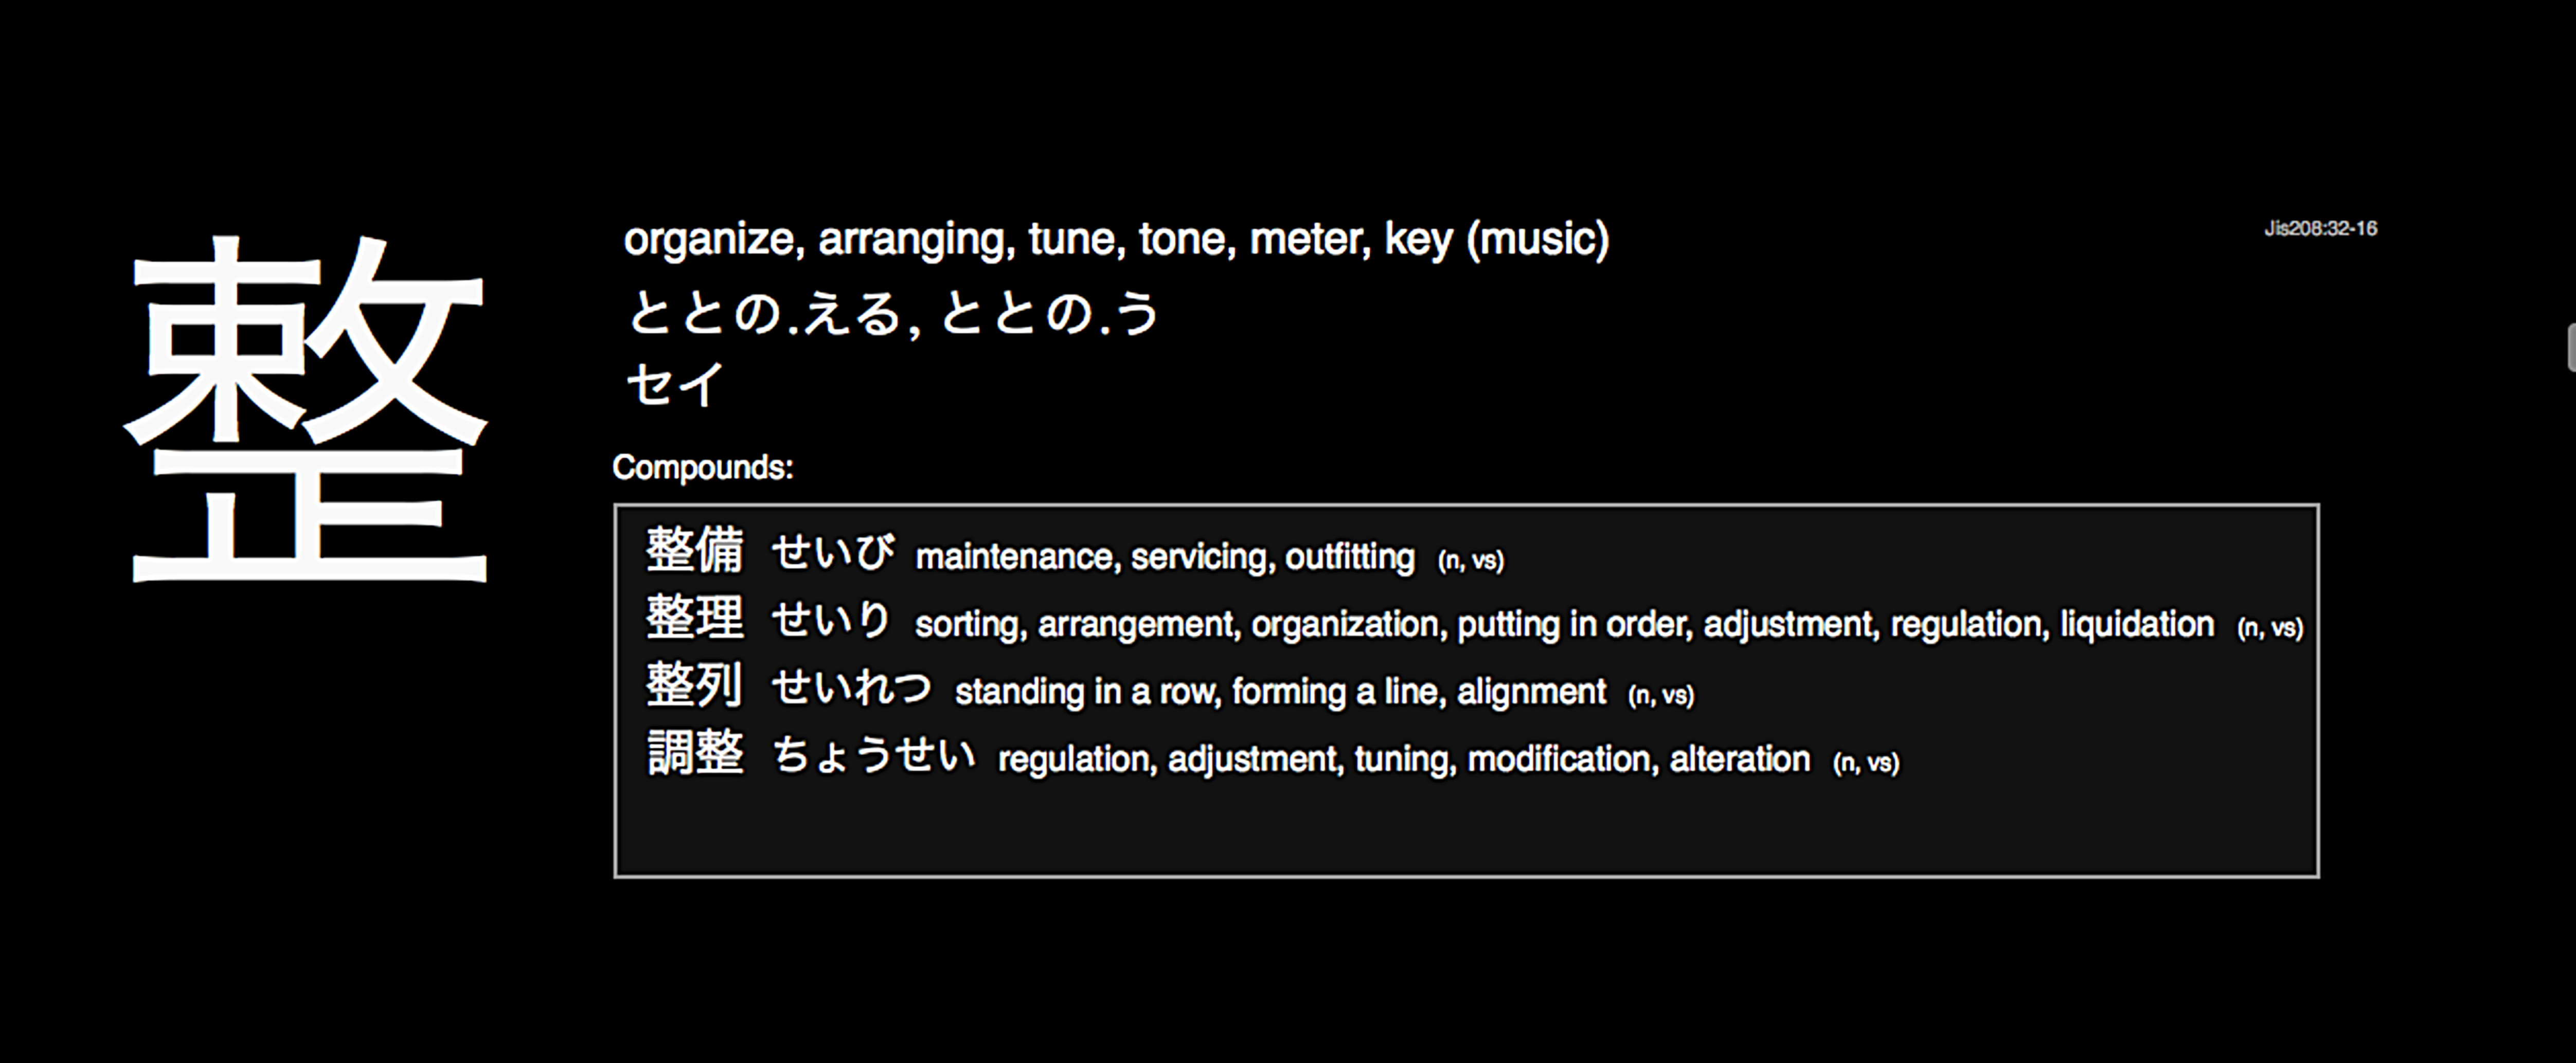 整
organize, arranging, tune, tone, meter, key (music)
Jis208:32-16
ととの.える, ととの.う
セイ
Compounds:
整備 せいび maintenance, servicing, outfitting (n, vs)
整理 せいり sorting, arrangement, organization, putting in order, adjustment, regulation, liquidation (n, vs)
整列 せいれつ standing in a row, forming a line, alignment (n, vs)
調整 ちょうせい regulation, adjustment, tuning, modification, alteration (n, vs)